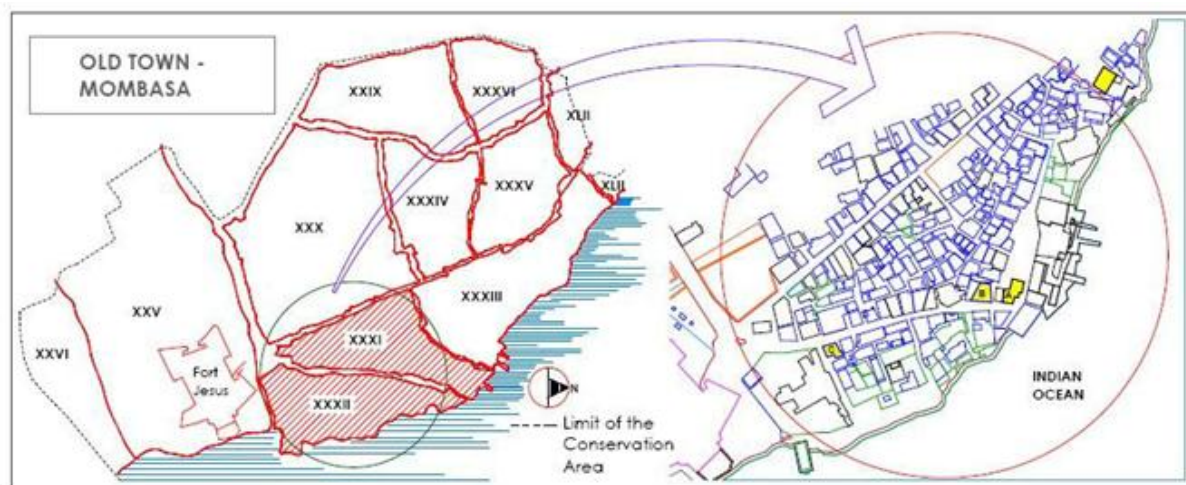 OLD TOWN -
MOMBASA
XXIX
XXXVI
XLII
XXXIV
XXXV
XLII
XXX
XXXIII
XXV
XXXI
XXVI
Fort
Jesus
XXXII
N
Limit of the
Conservation
Area
INDIAN
OCEAN